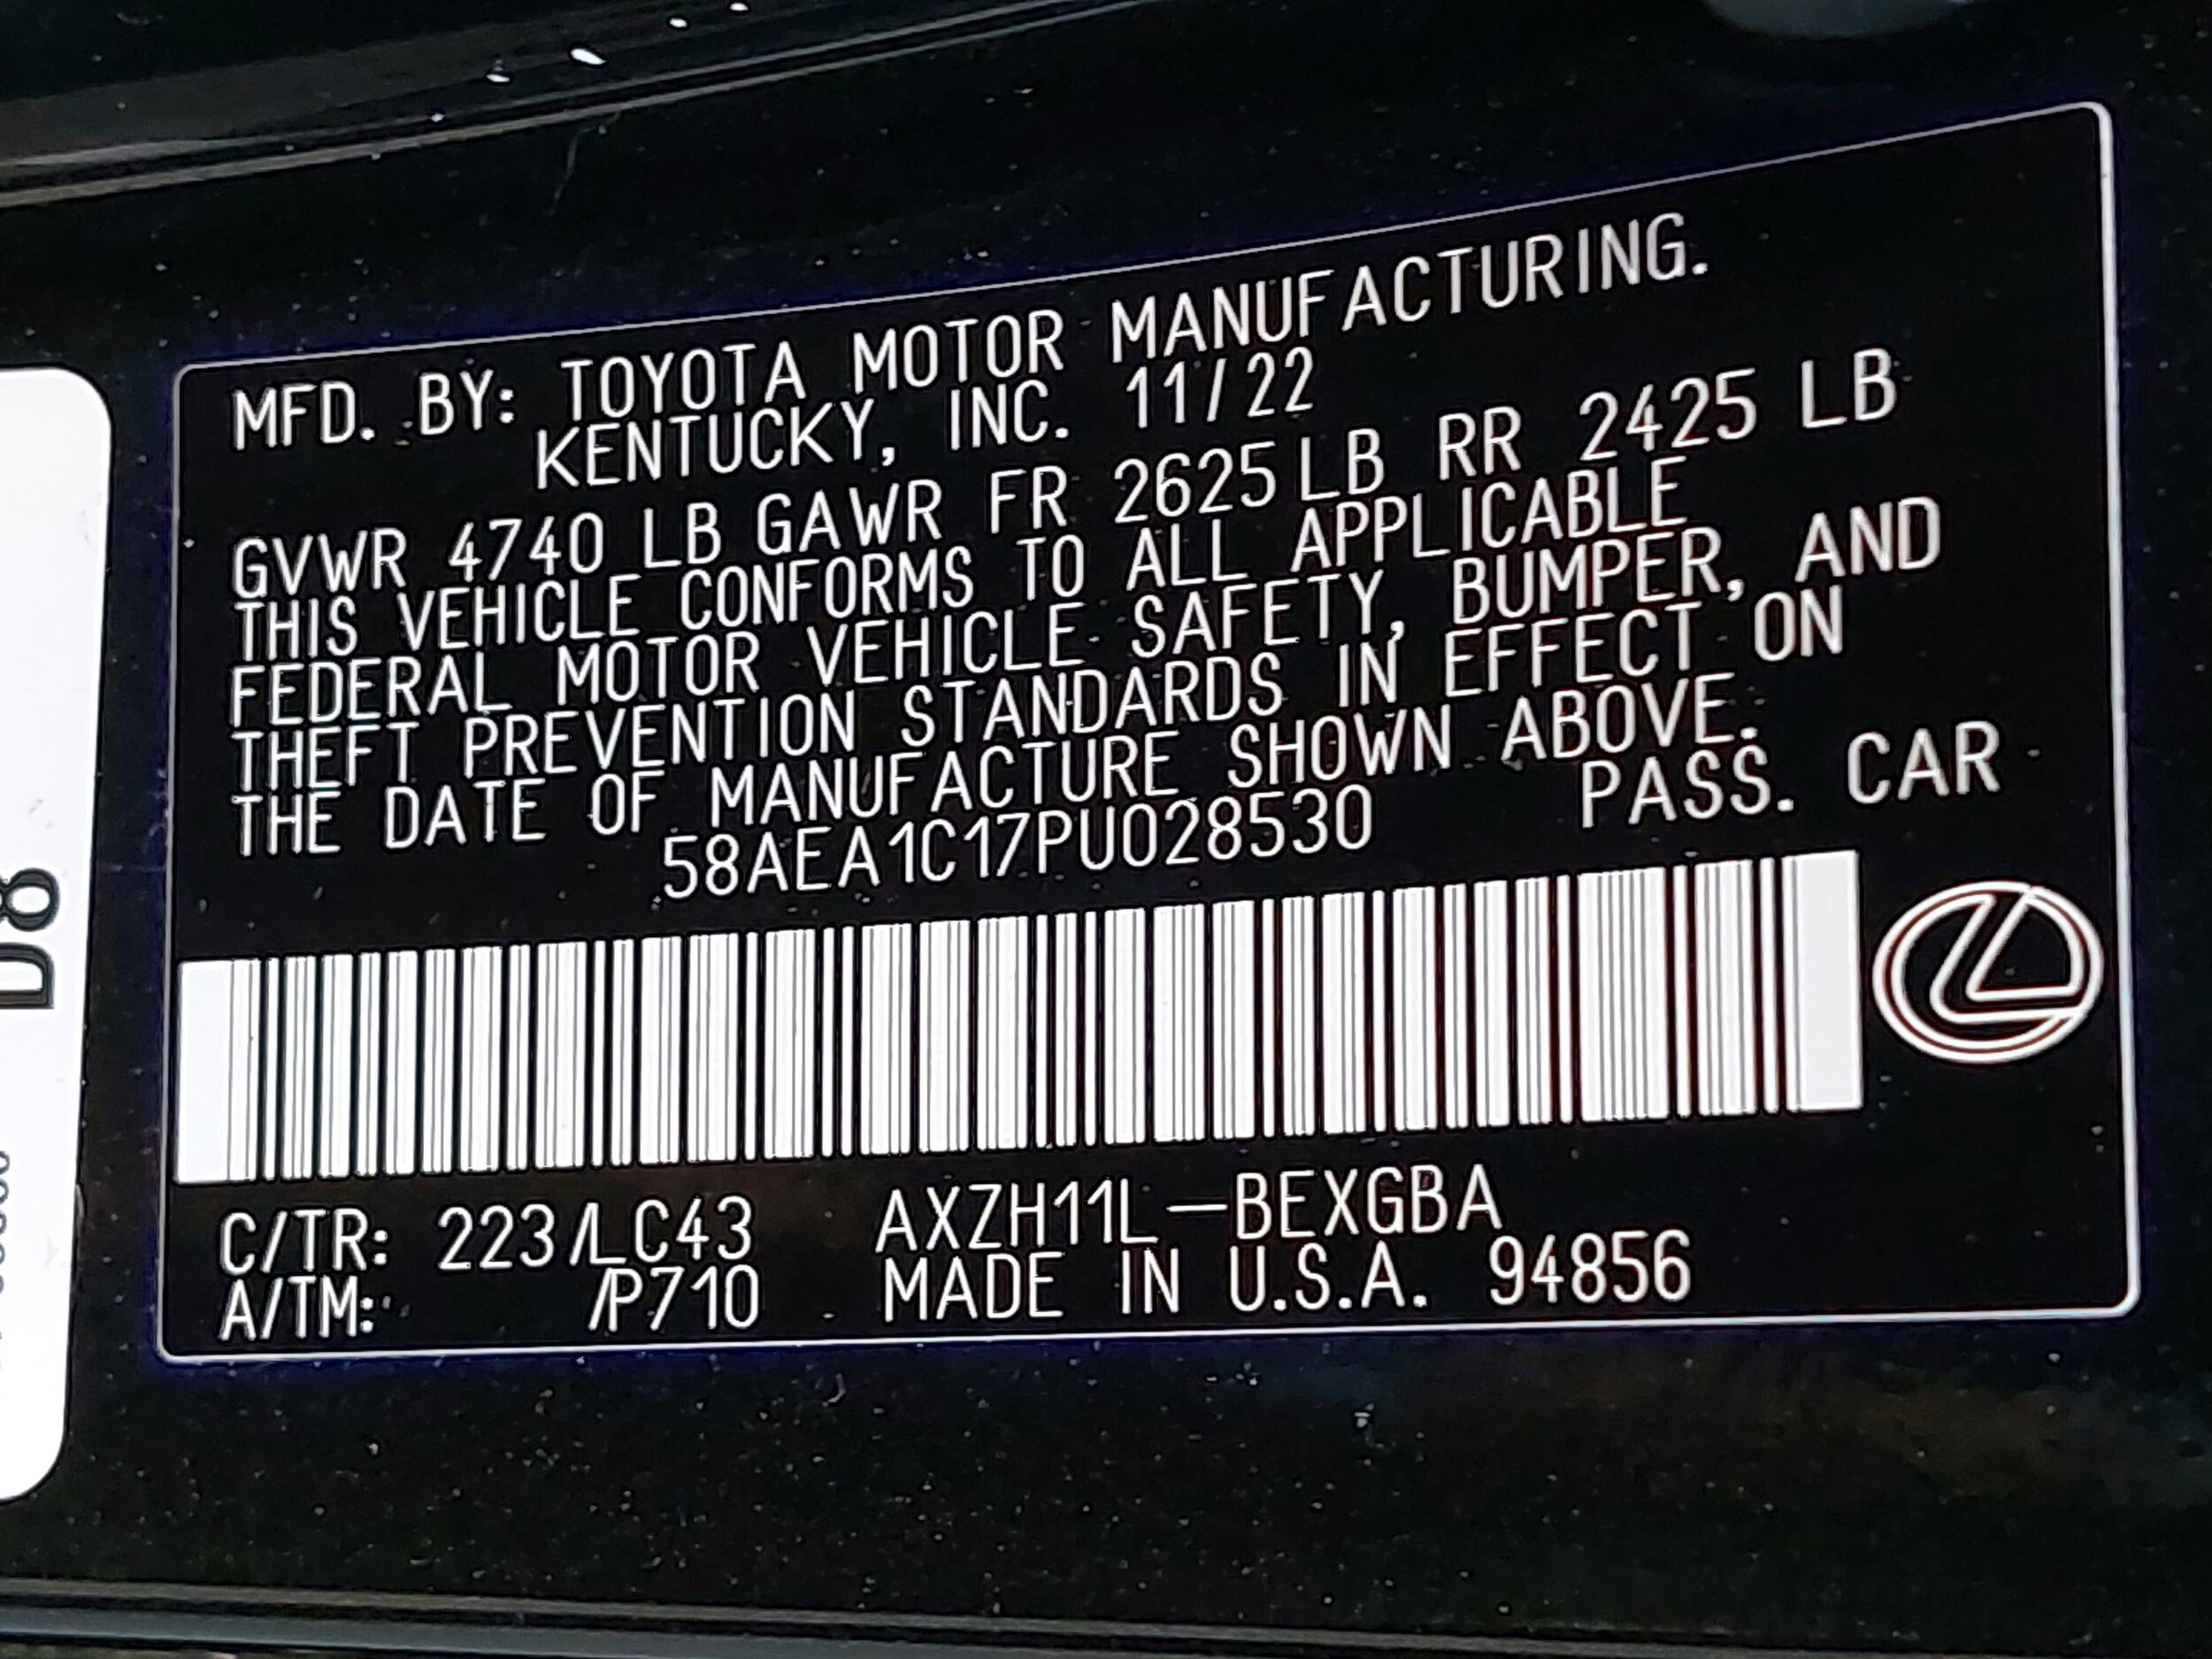 MFD. BY: TOYOTA MOTOR MANUFACTURING.
KENTUCKY, INC. 11/22
GVWR 4740 LB GAWR FR 2625 LB RR 2425 LB
THIS VEHICLE CONFORMS TO ALL APPLICABLE
FEDERAL MOTOR VEHICLE SAFETY, BUMPER, AND
THEFT PREVENTION STANDARDS IN EFFECT ON
THE DATE OF MANUFACTURE SHOWN ABOVE.
58AEA1C17PU028530 PASS. CAR
C/TR: 223/LC43 AXZH11L-BEXGBA
A/TM: /P710 MADE IN U.S.A. 94856
D8